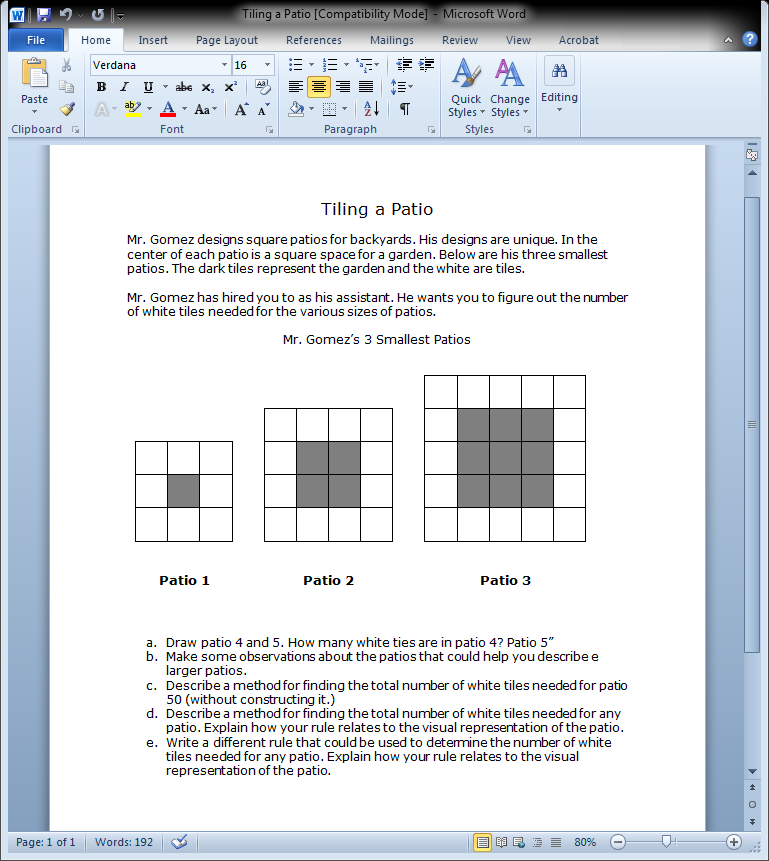 Tiling a Patio [Compatibility Mode] - Microsoft Word
File Home Insert Page Layout References Mailings Review View Acrobat
Verdana 16
Paste
B I U abc x₂ x²
A ab A Aa A A
Quick Styles Change Styles Editing
Clipboard Font Paragraph Styles
Tiling a Patio
Mr. Gomez designs square patios for backyards. His designs are unique. In the
center of each patio is a square space for a garden. Below are his three smallest
patios. The dark tiles represent the garden and the white are tiles.
Mr. Gomez has hired you to as his assistant. He wants you to figure out the number
of white tiles needed for the various sizes of patios.
Mr. Gomez’s 3 Smallest Patios
Patio 1 Patio 2 Patio 3
a. Draw patio 4 and 5. How many white ties are in patio 4? Patio 5”
b. Make some observations about the patios that could help you describe e
larger patios.
c. Describe a method for finding the total number of white tiles needed for patio
50 (without constructing it.)
d. Describe a method for finding the total number of white tiles needed for any
patio. Explain how your rule relates to the visual representation of the patio.
e. Write a different rule that could be used to determine the number of white
tiles needed for any patio. Explain how your rule relates to the visual
representation of the patio.
Page: 1 of 1 Words: 192 80%